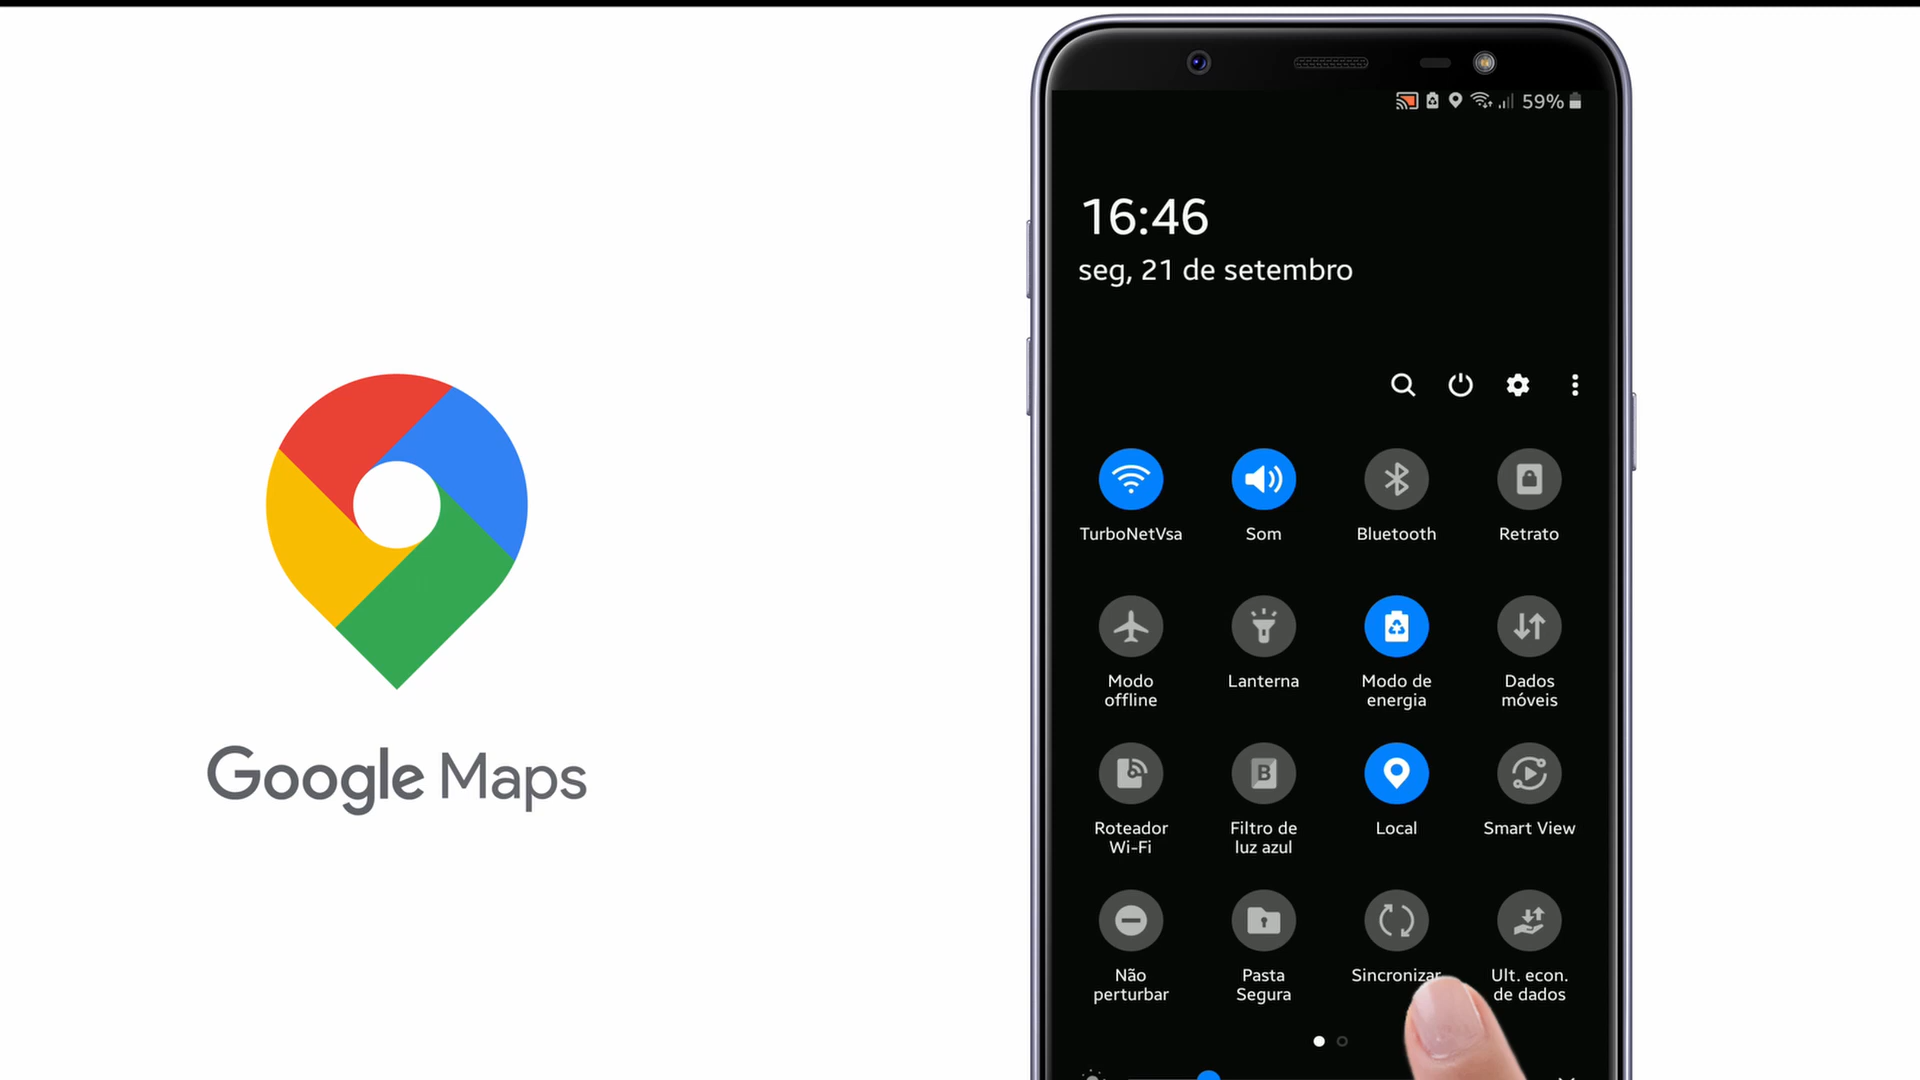 59%
16:46
seg, 21 de setembro
TurboNetVsa
Som
Bluetooth
Retrato
Modo
offline
Lanterna
Modo de
energia
Dados
móveis
Google Maps
Roteador
Wi-Fi
Filtro de
luz azul
Local
Smart View
Não
perturbar
Pasta
Segura
Sincronizar
Ult. econ.
de dados